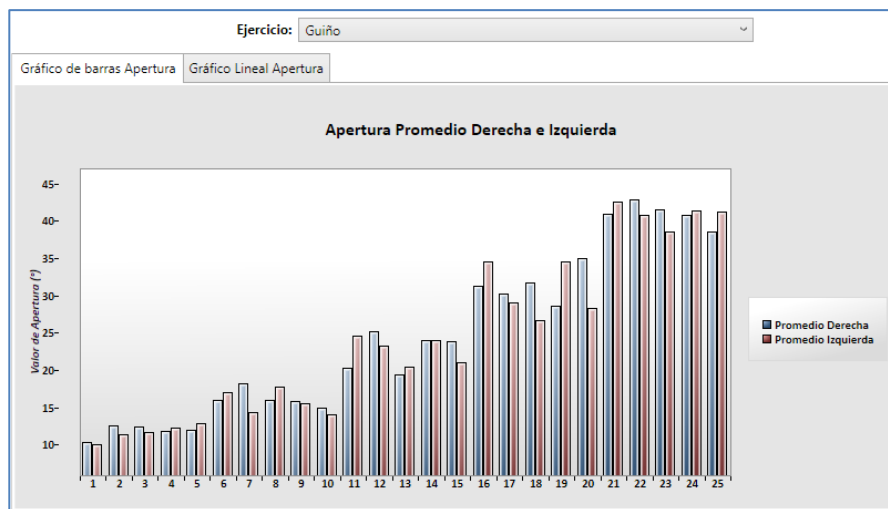 Ejercicio: Guiño
Gráfico de barras Apertura Gráfico Lineal Apertura
Apertura Promedio Derecha e Izquierda
Valor de Apertura (°)
45
40
35
30
25
20
15
10
1 2 3 4 5 6 7 8 9 10 11 12 13 14 15 16 17 18 19 20 21 22 23 24 25
Promedio Derecha
Promedio Izquierda